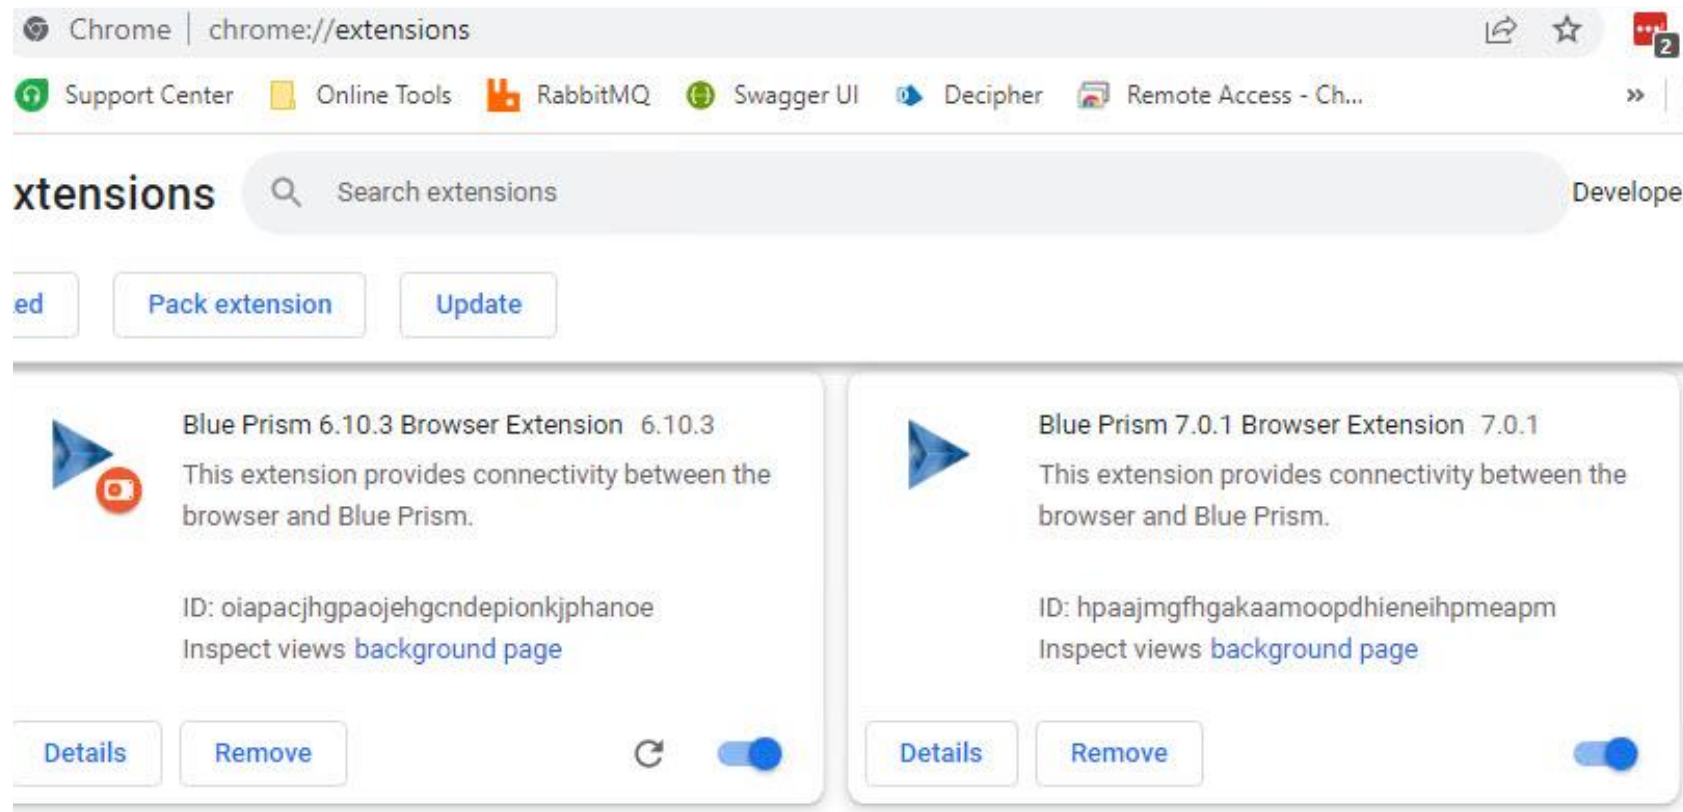 Chrome | chrome://extensions
2
Support Center Online Tools RabbitMQ Swagger UI Decipher Remote Access - Ch... »
xtensions Search extensions Develope
ed Pack extension Update
Blue Prism 6.10.3 Browser Extension 6.10.3
This extension provides connectivity between the
browser and Blue Prism.
ID: oiapacjhgpaojehgcndepionkjphanoe
Inspect views background page
Details Remove
Blue Prism 7.0.1 Browser Extension 7.0.1
This extension provides connectivity between the
browser and Blue Prism.
ID: hpaajmgfhgakaamoopdhieneihpmeapm
Inspect views background page
Details Remove